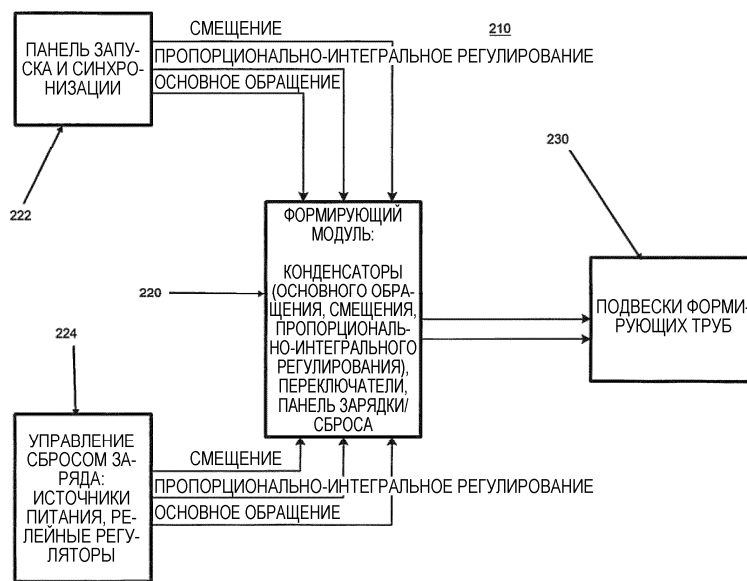 СМЕЩЕНИЕ
210
ПАНЕЛЬ ЗАПУ-
СКА И СИНХРО-
НИЗАЦИИ
ПРОПОРЦИОНАЛЬНО-ИНТЕГРАЛЬНОЕ РЕГУЛИРОВАНИЕ
ОСНОВНОЕ ОБРАЩЕНИЕ
222
230
ФОРМИРУЮЩИЙ
МОДУЛЬ:
КОНДЕНСАТОРЫ
(ОСНОВНОГО ОБРА-
ЩЕНИЯ, СМЕЩЕНИЯ,
ПРОПОРЦИОНАЛЬ-
НО-ИНТЕГРАЛЬНОГО
РЕГУЛИРОВАНИЯ),
ПЕРЕКЛЮЧАТЕЛИ,
ПАНЕЛЬ ЗАРЯДКИ/
СБРОСА
220
ПОДВЕСКИ ФОРМИ-
РУЮЩИХ ТРУБ
224
УПРАВЛЕНИЕ
СБРОСОМ ЗА-
РЯДА:
ИСТОЧНИКИ
ПИТАНИЯ, РЕ-
ЛЕЙНЫЕ РЕГУ-
ЛЯТОРЫ
СМЕЩЕНИЕ
ПРОПОРЦИОНАЛЬНО-ИНТЕГРАЛЬНОЕ РЕГУЛИРОВАНИЕ
ОСНОВНОЕ ОБРАЩЕНИЕ